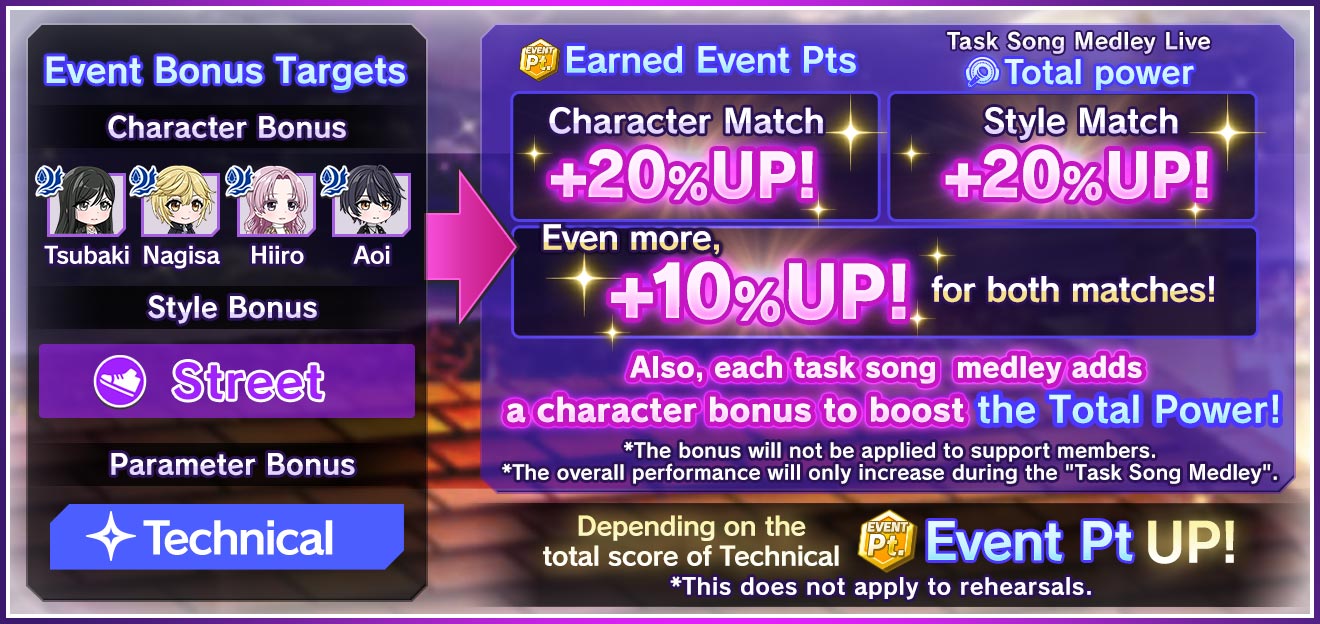 Event Bonus Targets
Character Bonus
Tsubaki Nagisa Hiiro Aoi
Style Bonus
Street
Parameter Bonus
Technical
EVENT
Pt.
Earned Event Pts
Task Song Medley Live
Total power
Character Match
+20%UP!
Style Match
+20%UP!
Even more,
+10%UP! for both matches!
Also, each task song medley adds
a character bonus to boost the Total Power!
*The bonus will not be applied to support members.
*The overall performance will only increase during the "Task Song Medley".
Depending on the
total score of Technical
EVENT
Pt.
Event Pt UP!
*This does not apply to rehearsals.